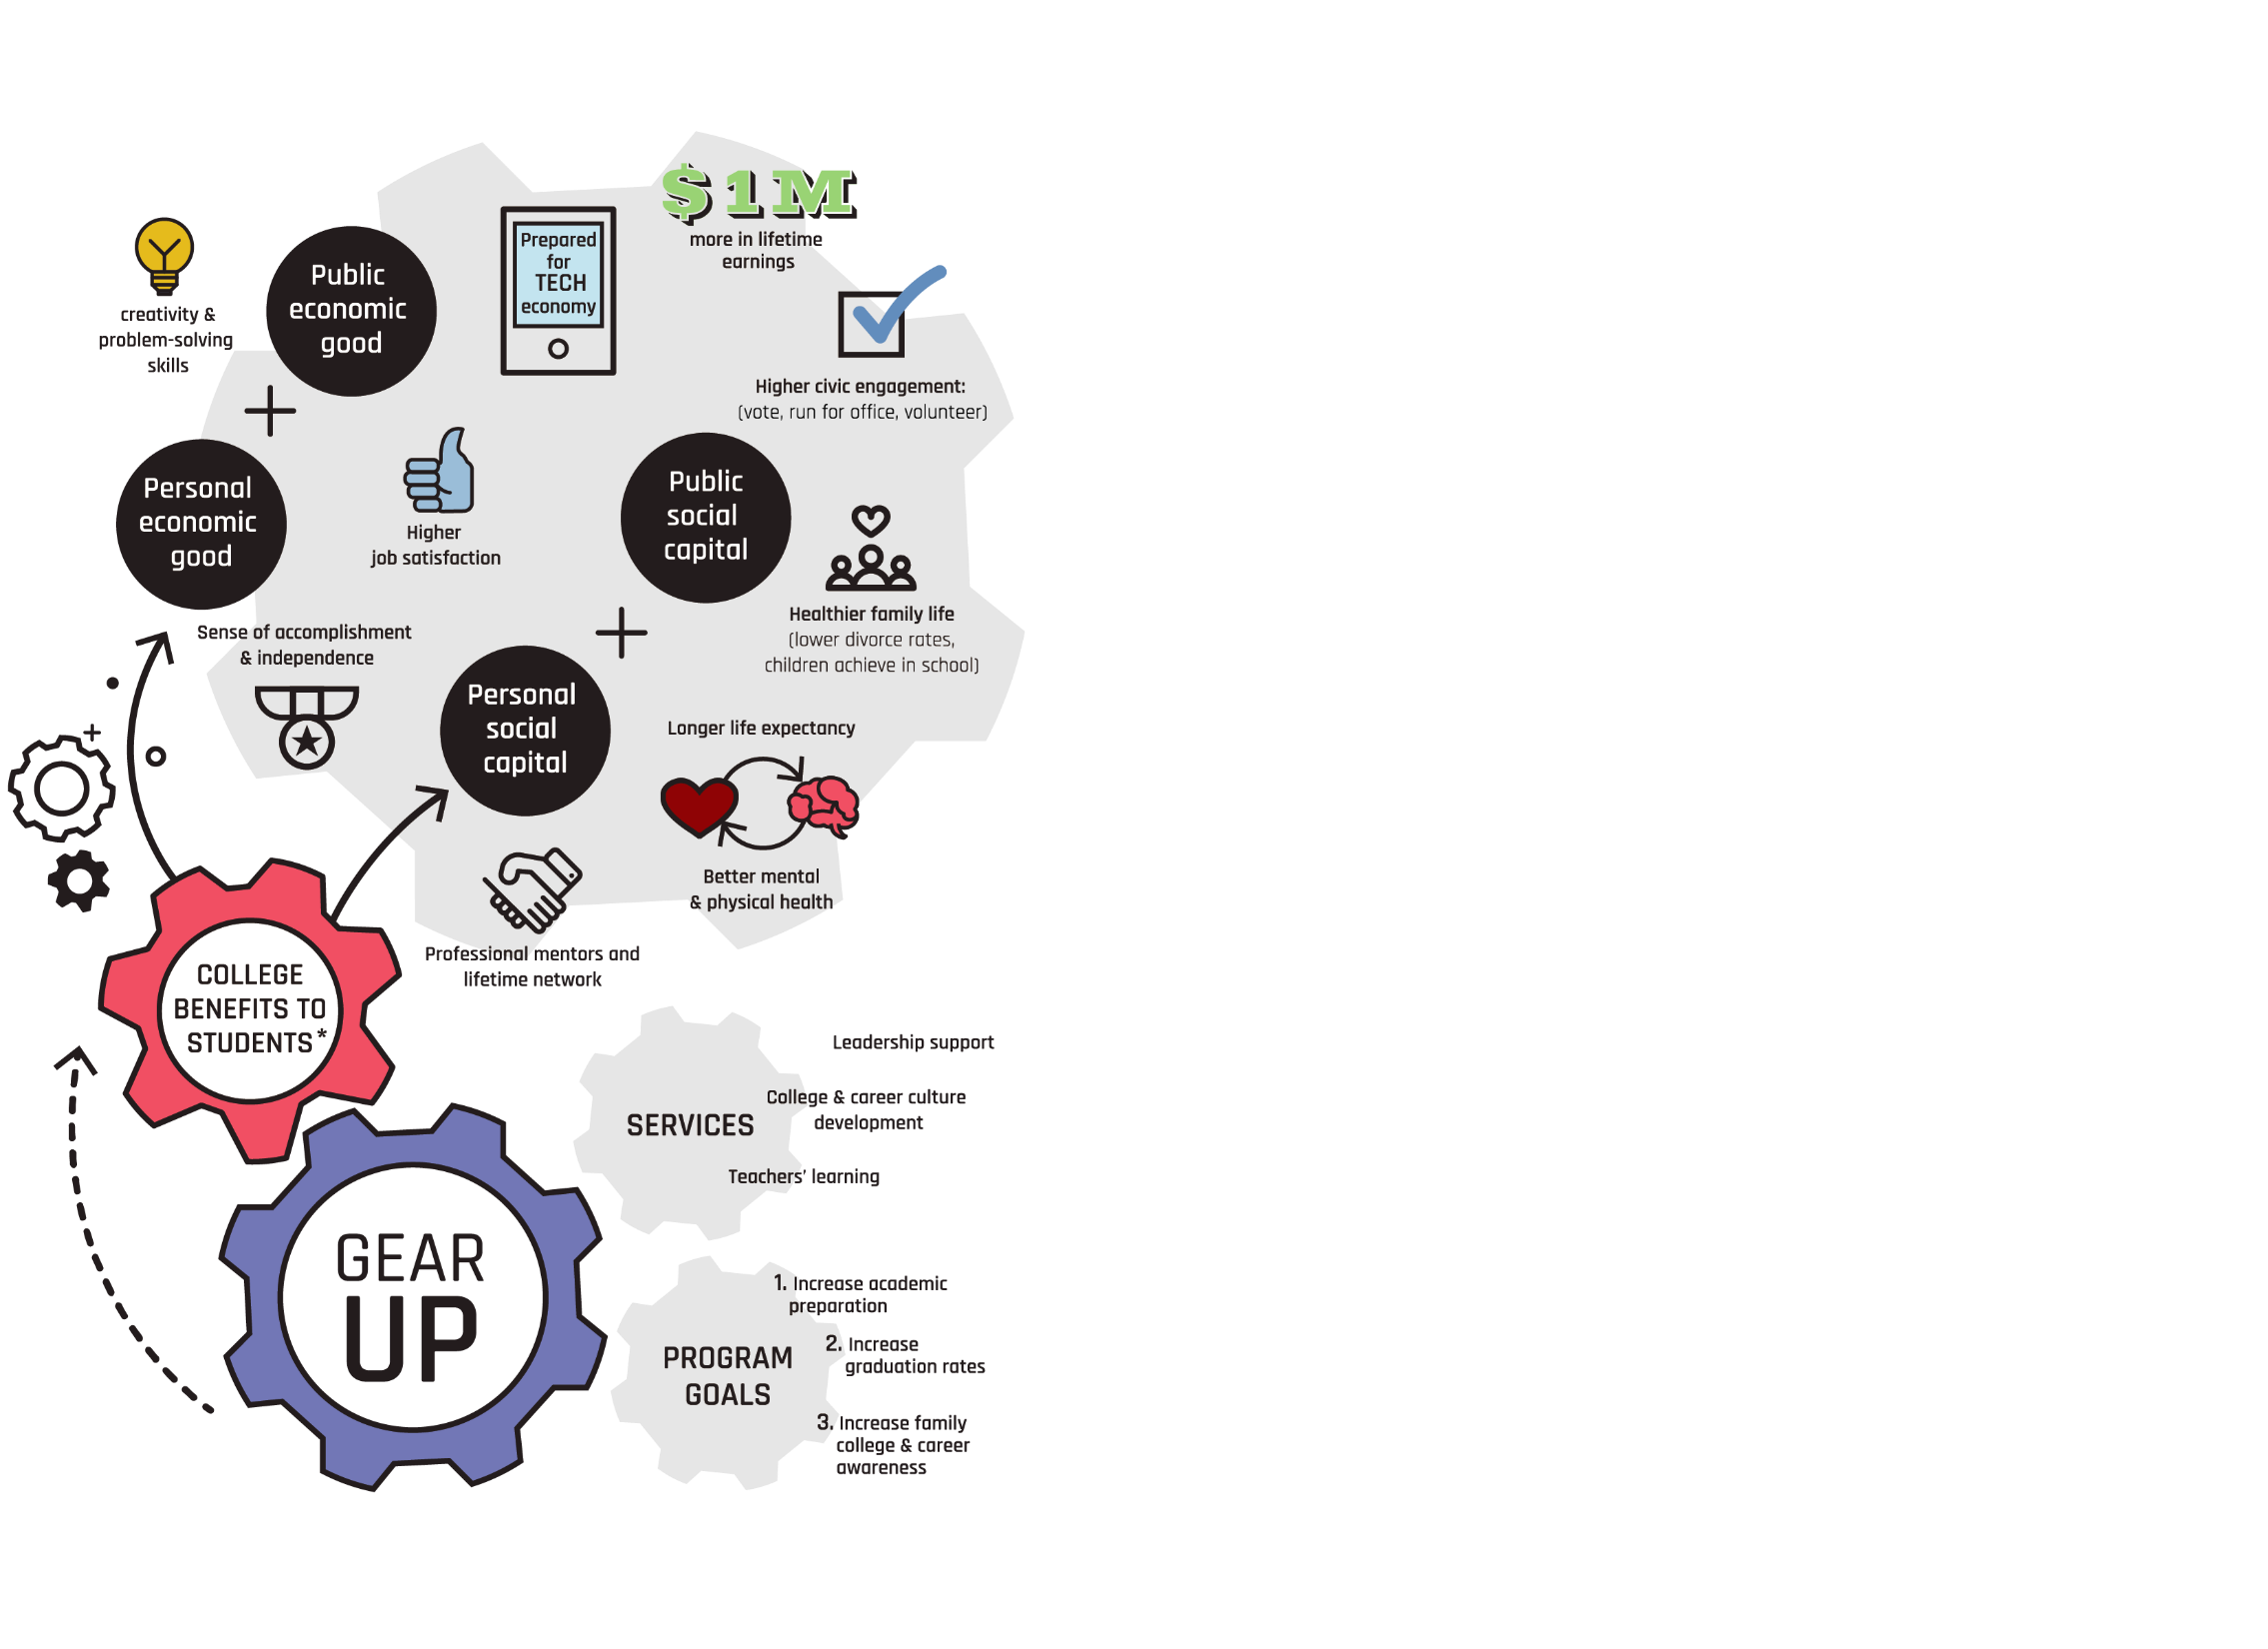 $1M
more in lifetime
earnings
Prepared
for
TECH
economy
creativity &
problem-solving
skills
Public
economic
good
Higher civic engagement:
(vote, run for office, volunteer)
Personal
economic
good
Higher
job satisfaction
Public
social
capital
Healthier family life
(lower divorce rates,
children achieve in school)
Sense of accomplishment
& independence
Personal
social
capital
Longer life expectancy
Better mental
& physical health
Professional mentors and
lifetime network
COLLEGE
BENEFITS TO
STUDENTS*
Leadership support
College & career culture
development
SERVICES
Teachers’ learning
GEAR
UP
PROGRAM
GOALS
1. Increase academic
preparation
2. Increase
graduation rates
3. Increase family
college & career
awareness